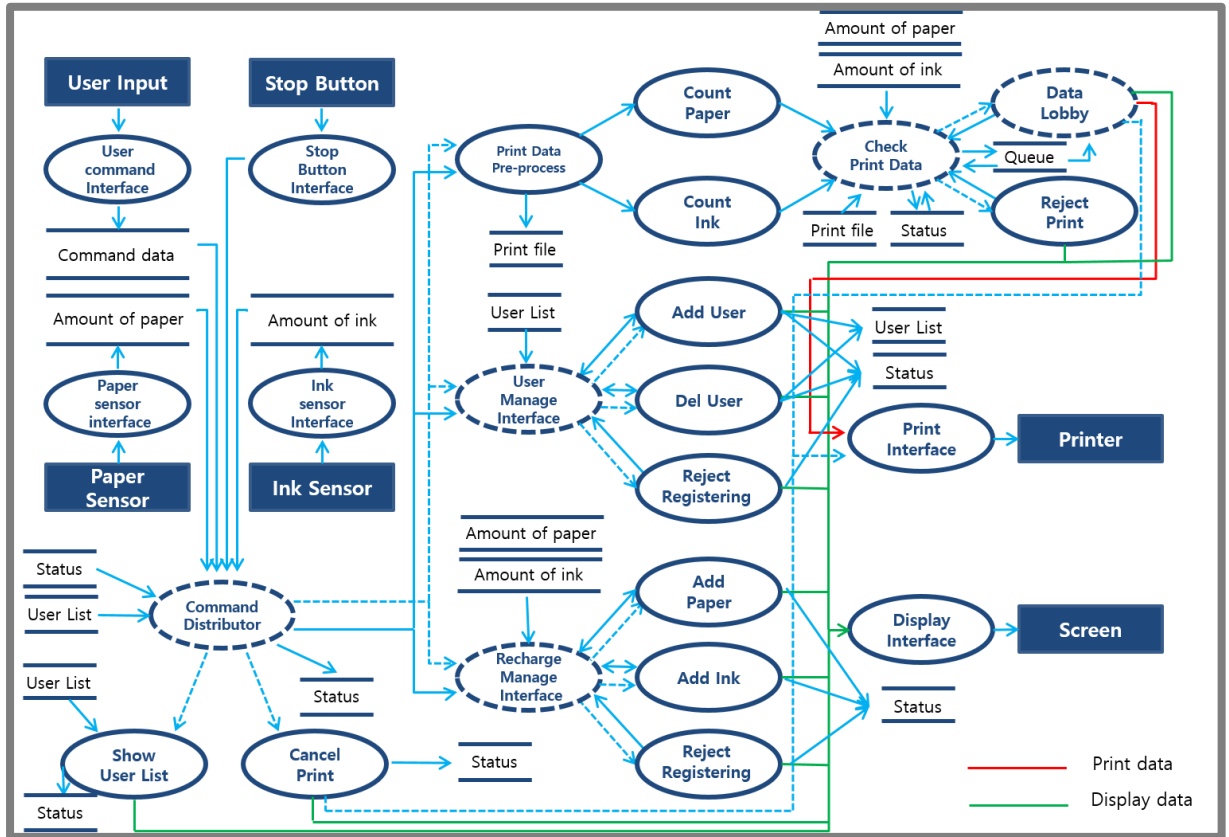 Amount of paper
Amount of ink
User Input
Stop Button
User
command
Interface
Stop
Button
Interface
Print Data
Pre-process
Count
Paper
Count
Ink
Check
Print Data
Data
Lobby
Queue
Reject
Print
Print file
Status
Command data
Print file
Amount of paper
Amount of ink
User List
Add User
User List
Status
Paper
sensor
interface
Ink
sensor
Interface
User
Manage
Interface
Del User
Print
Interface
Printer
Paper
Sensor
Ink Sensor
Reject
Registering
Amount of paper
Amount of ink
Status
User List
Command
Distributor
Add
Paper
Display
Interface
Screen
User List
Status
Recharge
Manage
Interface
Add Ink
Status
Show
User List
Cancel
Print
Status
Reject
Registering
Status
Print data
Display data